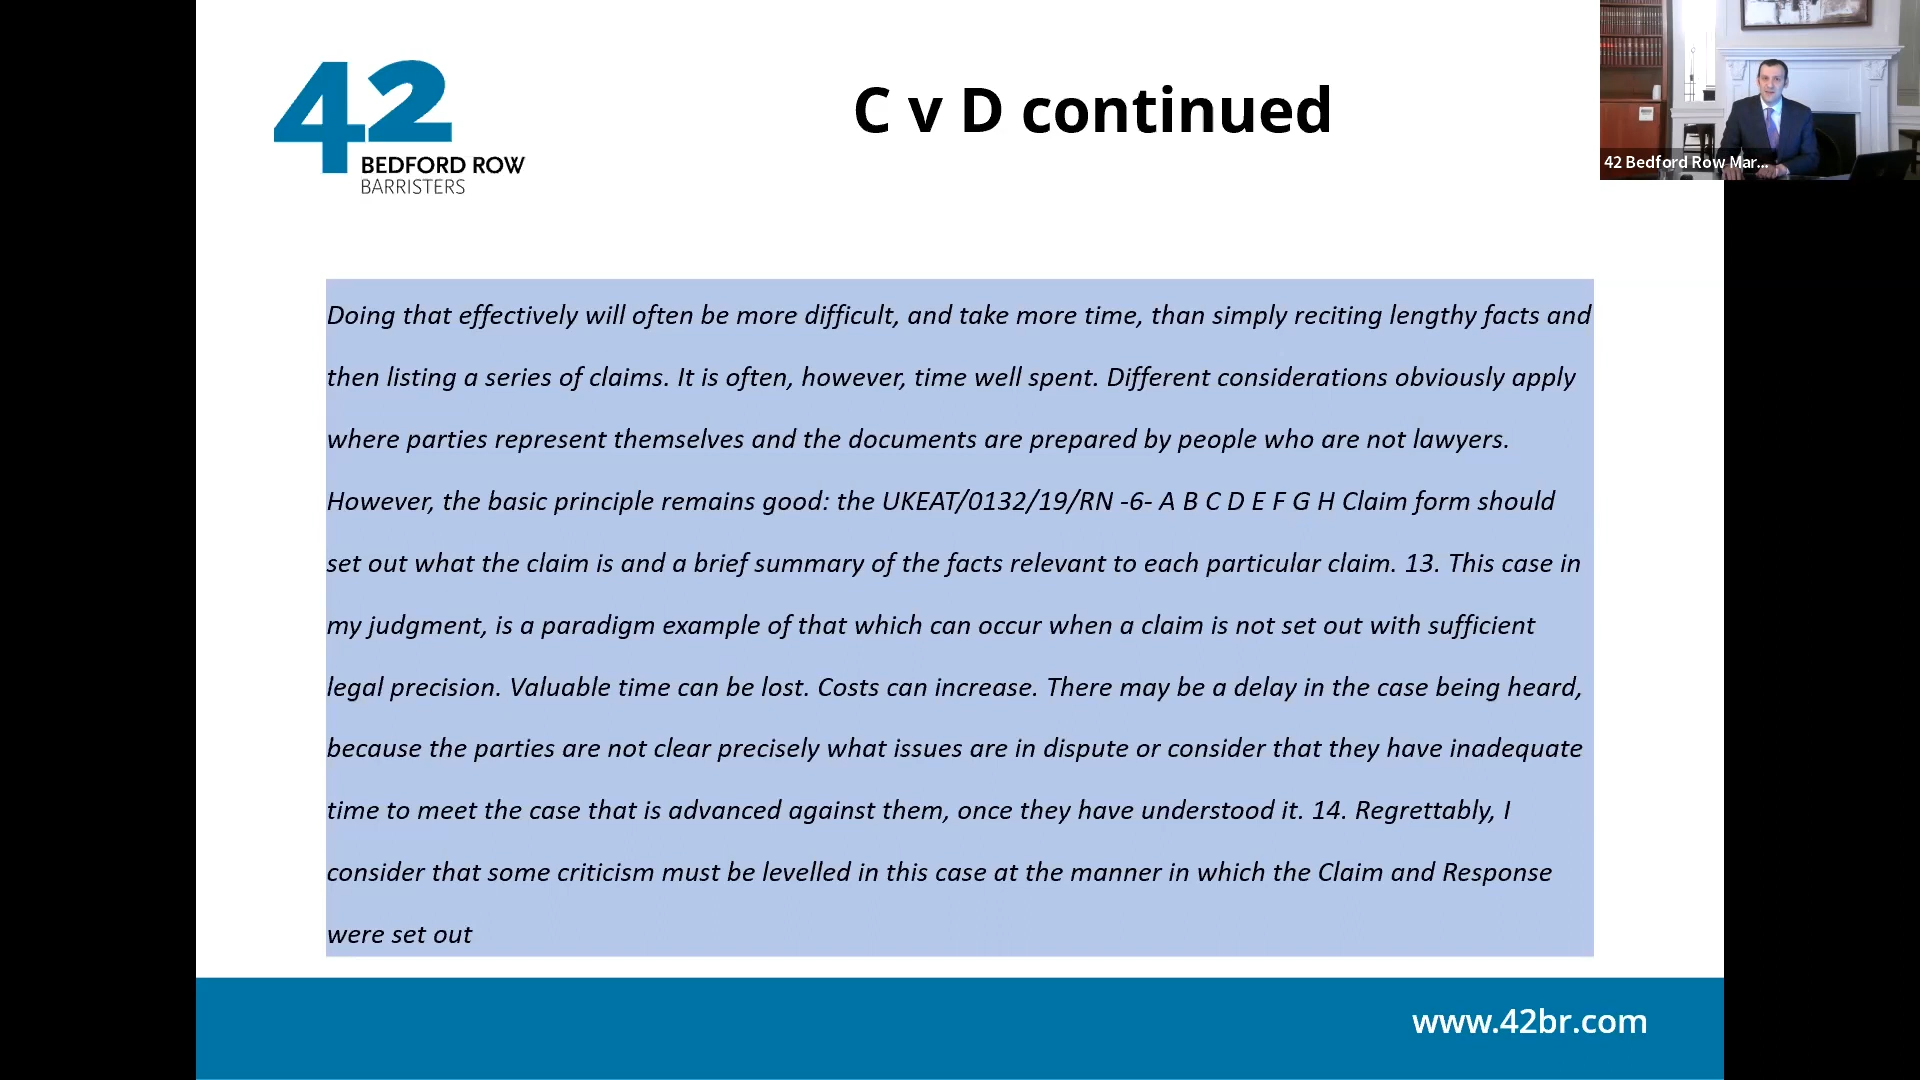 42
BEDFORD ROW
BARRISTERS
C v D continued
42 Bedford Row Mar...
Doing that effectively will often be more difficult, and take more time, than simply reciting lengthy facts and
then listing a series of claims. It is often, however, time well spent. Different considerations obviously apply
where parties represent themselves and the documents are prepared by people who are not lawyers.
However, the basic principle remains good: the UKEAT/0132/19/RN -6- A B C D E F G H Claim form should
set out what the claim is and a brief summary of the facts relevant to each particular claim. 13. This case in
my judgment, is a paradigm example of that which can occur when a claim is not set out with sufficient
legal precision. Valuable time can be lost. Costs can increase. There may be a delay in the case being heard,
because the parties are not clear precisely what issues are in dispute or consider that they have inadequate
time to meet the case that is advanced against them, once they have understood it. 14. Regrettably, I
consider that some criticism must be levelled in this case at the manner in which the Claim and Response
were set out
www.42br.com